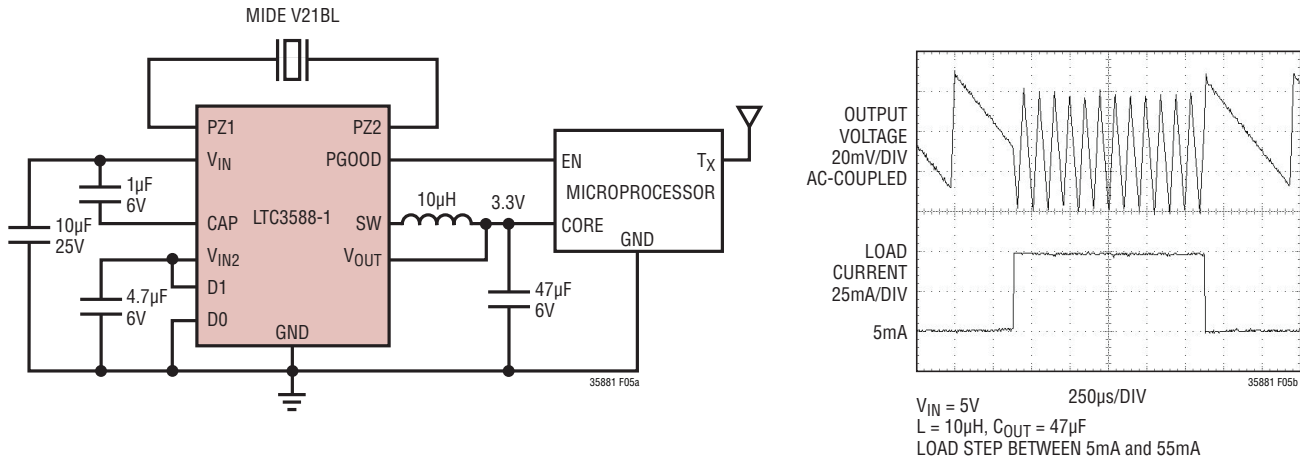 MIDE V21BL
PZ1
PZ2
VIN
PGOOD
EN
TX
1µF
6V
MICROPROCESSOR
10µH
3.3V
CAP
LTC3588-1
SW
CORE
10µF
25V
GND
VIN2
VOUT
D1
4.7µF
6V
47µF
6V
D0
GND
35881 F05a
OUTPUT
VOLTAGE
20mV/DIV
AC-COUPLED
LOAD
CURRENT
25mA/DIV
5mA
35881 F05b
250µs/DIV
VIN = 5V
L = 10µH, COUT = 47µF
LOAD STEP BETWEEN 5mA and 55mA